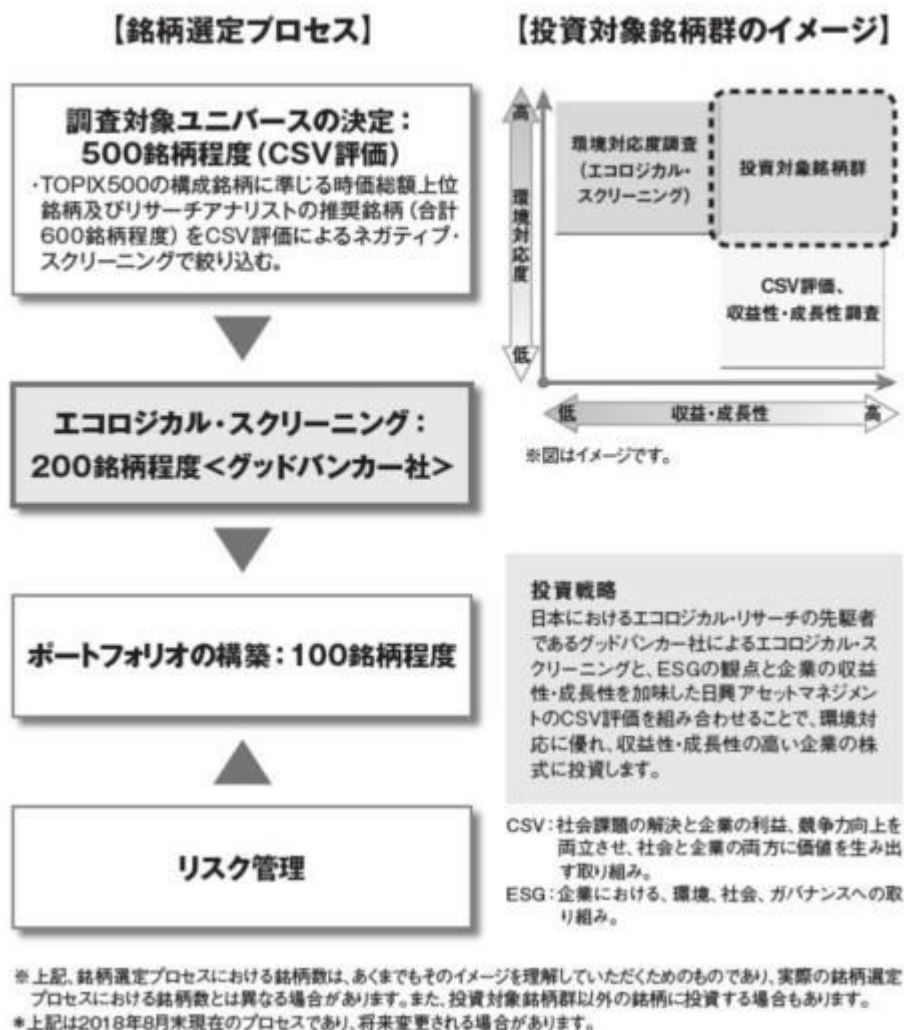 【銘柄選定プロセス】
調査対象ユニバースの決定：
500銘柄程度(CSV評価)
・TOPIX500の構成銘柄に準じる時価総額上位
銘柄及びリサーチアナリストの推奨銘柄（合計
600銘柄程度）をCSV評価によるネガティブ・
スクリーニングで絞り込む。
エコロジカル・スクリーニング：
200銘柄程度＜グッドバンカー社＞
ポートフォリオの構築：100銘柄程度
リスク管理
【投資対象銘柄群のイメージ】
高
環境対応度
低
環境対応度調査
（エコロジカル・
スクリーニング）
投資対象銘柄群
CSV評価、
収益性・成長性調査
低
収益・成長性
高
※図はイメージです。
投資戦略
日本におけるエコロジカル・リサーチの先駆者
であるグッドバンカー社によるエコロジカル・ス
クリーニングと、ESGの観点と企業の収益
性・成長性を加味した日興アセットマネジメン
トのCSV評価を組み合わせることで、環境対
応に優れ、収益性・成長性の高い企業の株
式に投資します。
CSV：社会課題の解決と企業の利益、競争力向上を
両立させ、社会と企業の両方に価値を生み出
す取り組み。
ESG：企業における、環境、社会、ガバナンスへの取
り組み。
※上記、銘柄選定プロセスにおける銘柄数は、あくまでもそのイメージを理解していただくためのものであり、実際の銘柄選定
プロセスにおける銘柄数とは異なる場合があります。また、投資対象銘柄群以外の銘柄に投資する場合もあります。
＊上記は2018年8月末現在のプロセスであり、将来変更される場合があります。